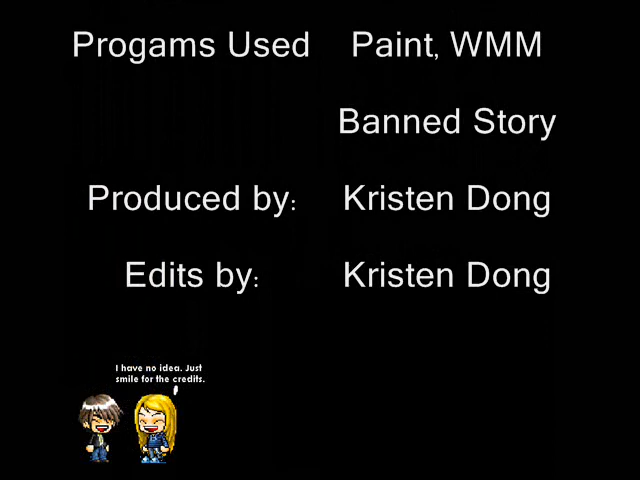 Progams Used Paint, WMM
Banned Story
Produced by: Kristen Dong
Edits by: Kristen Dong
I have no idea. Just
smile for the credits.